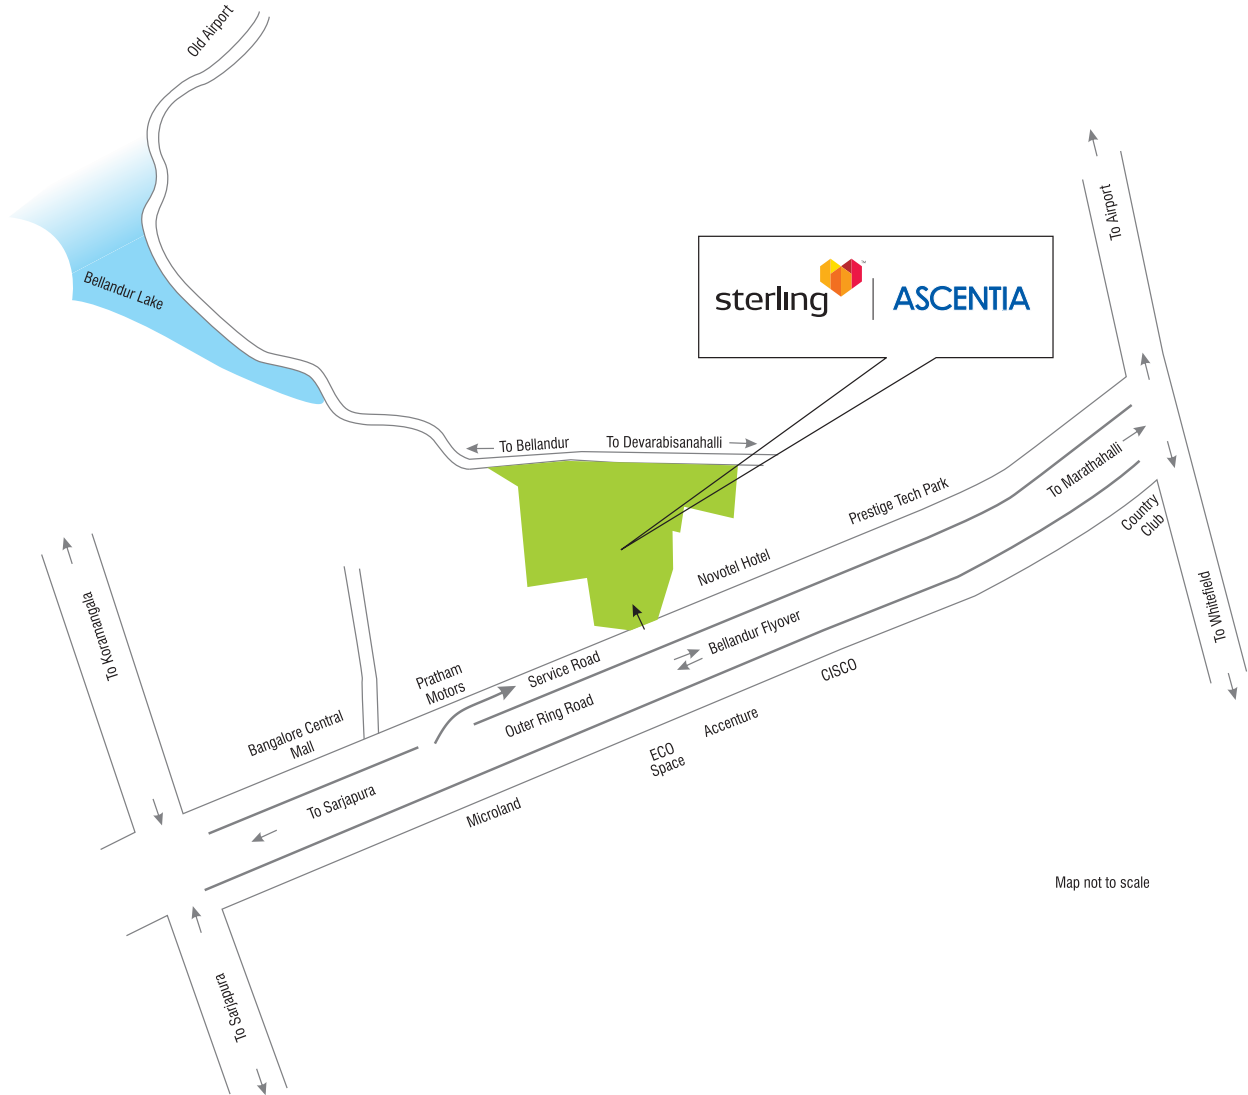 Old Airport
To Airport
Bellandur Lake
sterling
™
ASCENTIA
To Bellandur
To Devarabisanahalli
To Marathahalli
Prestige Tech Park
Country
Club
Novotel Hotel
To Koramangala
To Whitefield
Bellandur Flyover
Service Road
Pratham
Motors
CISCO
Outer Ring Road
Accenture
Bangalore Central
Mall
ECO
Space
To Sarjapura
Microland
Map not to scale
To Sarjapura